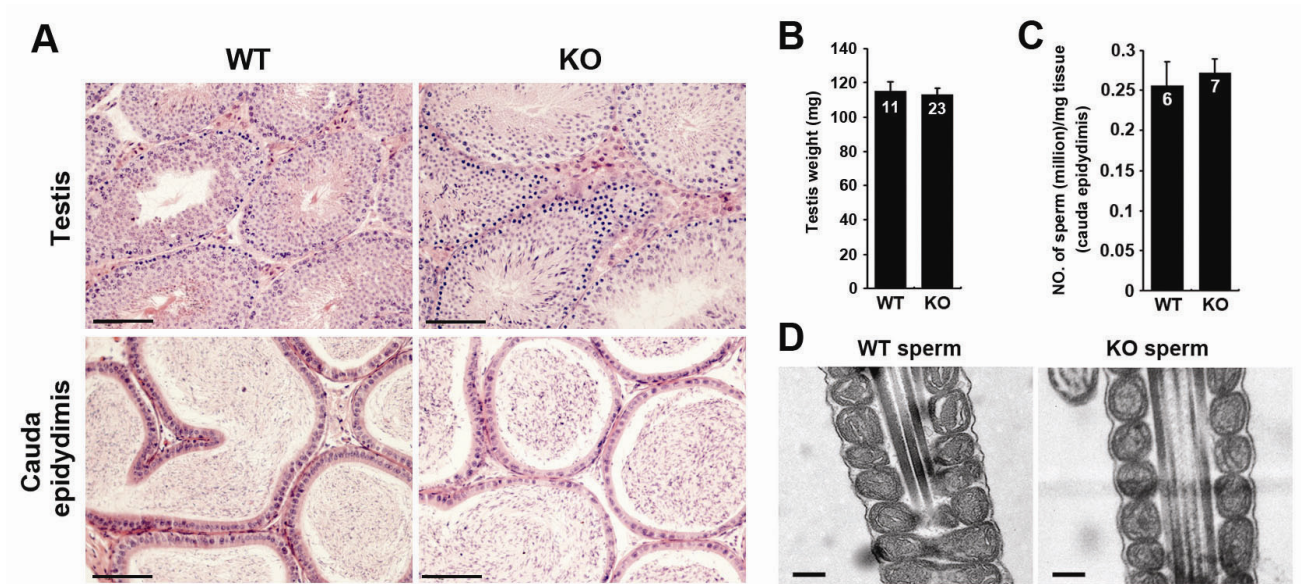 A
WT
KO
Testis
Cauda
epidydimis
B
Testis weight (mg)
140
120
100
80
60
40
20
0
11
23
WT
KO
C
NO. of sperm (million)/mg tissue
(cauda epidydimis)
0.3
0.25
0.2
0.15
0.1
0.05
0
6
7
WT
KO
D
WT sperm
KO sperm